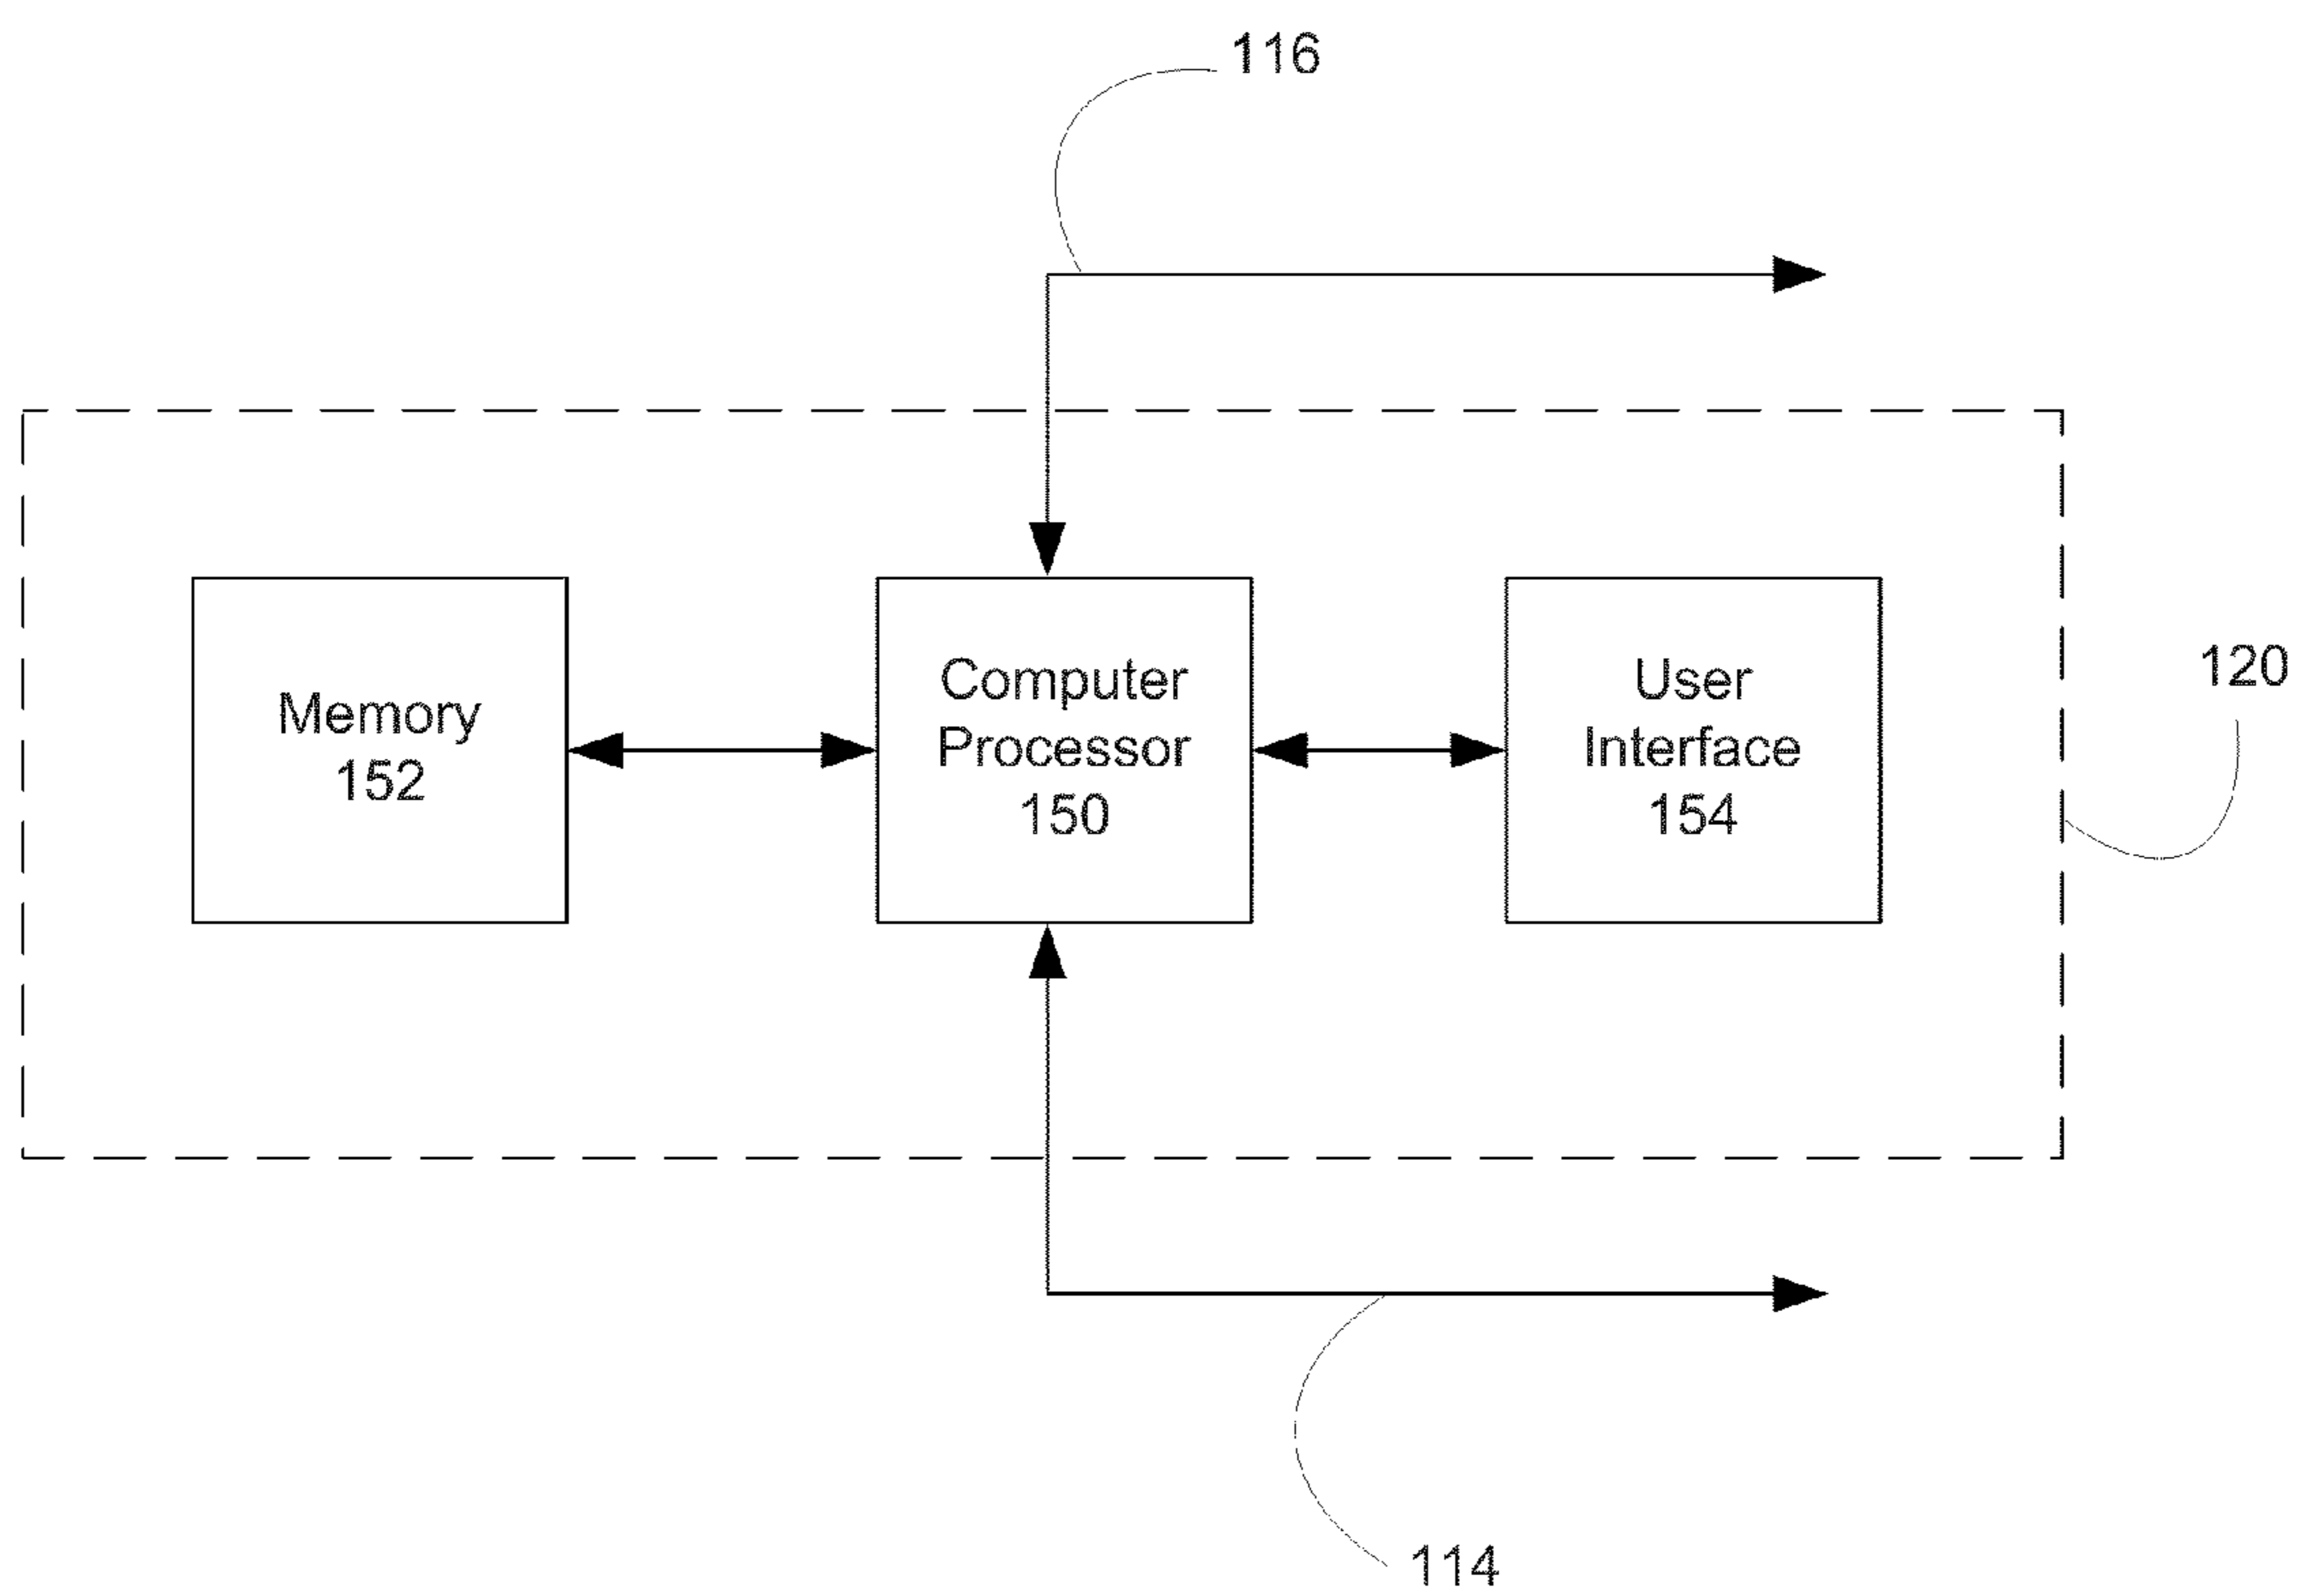 116
Memory
152
Computer
Processor
150
User
Interface
154
120
114